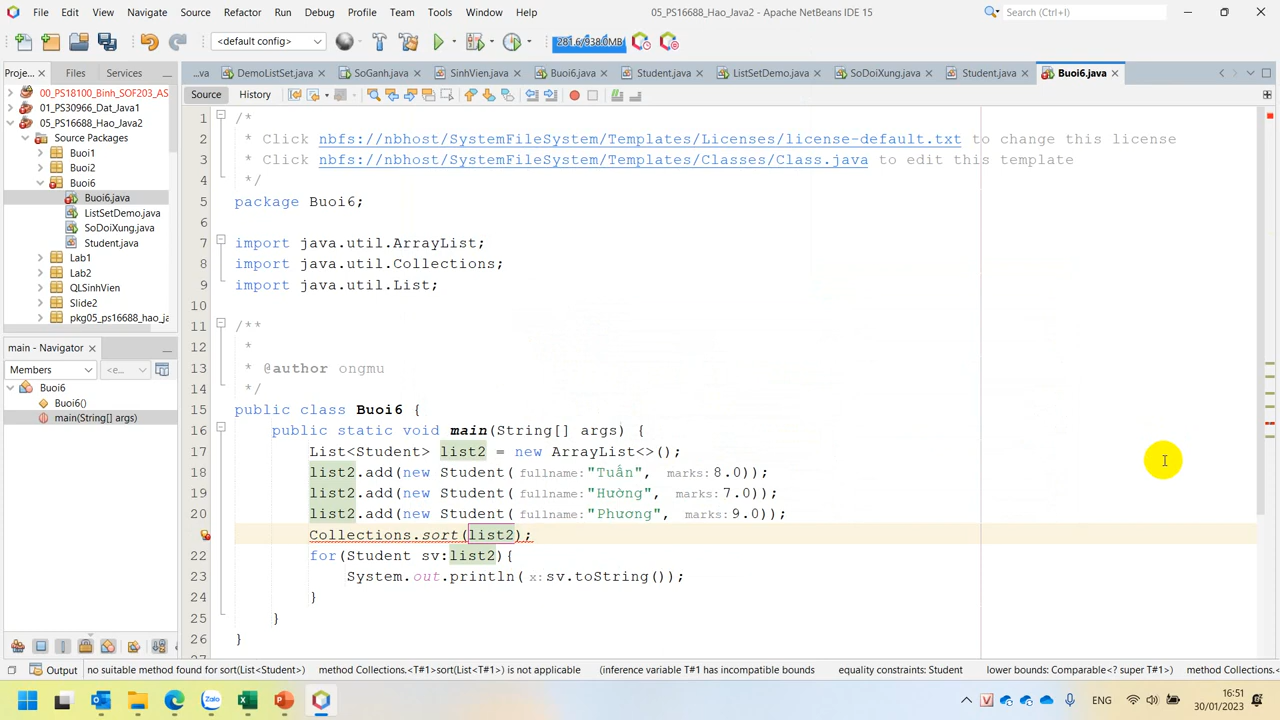 File Edit View Navigate Source Refactor Run Debug Profile Team Tools Window Help
05_PS16688_Hao_Java2 - Apache NetBeans IDE 15
Search (Ctrl+I)
<default config>
281.6/938.0MB
Proje... Files Services
...va DemoListSet.java SoGanh.java SinhVien.java Buoi6.java Student.java ListSetDemo.java SoDoiXung.java Student.java Buoi6.java
Source History
00_PS18100_Binh_SOF203_AS
01_PS30966_Dat_Java1
05_PS16688_Hao_Java2
Source Packages
Buoi1
Buoi2
Buoi6
Buoi6.java
ListSetDemo.java
SoDoiXung.java
Student.java
Lab1
Lab2
QLSinhVien
Slide2
pkg05_ps16688_hao_ja
main - Navigator
Members <e...
Buoi6
Buoi6()
main(String[] args)
1 /*
2 * Click nbfs://nbhost/SystemFileSystem/Templates/Licenses/license-default.txt to change this license
3 * Click nbfs://nbhost/SystemFileSystem/Templates/Classes/Class.java to edit this template
4 */
5 package Buoi6;
6
7 import java.util.ArrayList;
8 import java.util.Collections;
9 import java.util.List;
10
11 /**
12 *
13 * @author ongmu
14 */
15 public class Buoi6 {
16 public static void main(String[] args) {
17 List<Student> list2 = new ArrayList<>();
18 list2.add(new Student(fullname:"Tuấn", marks:8.0));
19 list2.add(new Student(fullname:"Hường", marks:7.0));
20 list2.add(new Student(fullname:"Phương", marks:9.0));
Collections.sort(list2);
22 for(Student sv:list2){
23 System.out.println(x:sv.toString());
24 }
25 }
26 }
Output no suitable method found for sort(List<Student>) method Collections.<T#1>sort(List<T#1>) is not applicable (inference variable T#1 has incompatible bounds equality constraints: Student lower bounds: Comparable<? super T#1>) method Collections.<
ENG
16:51
30/01/2023